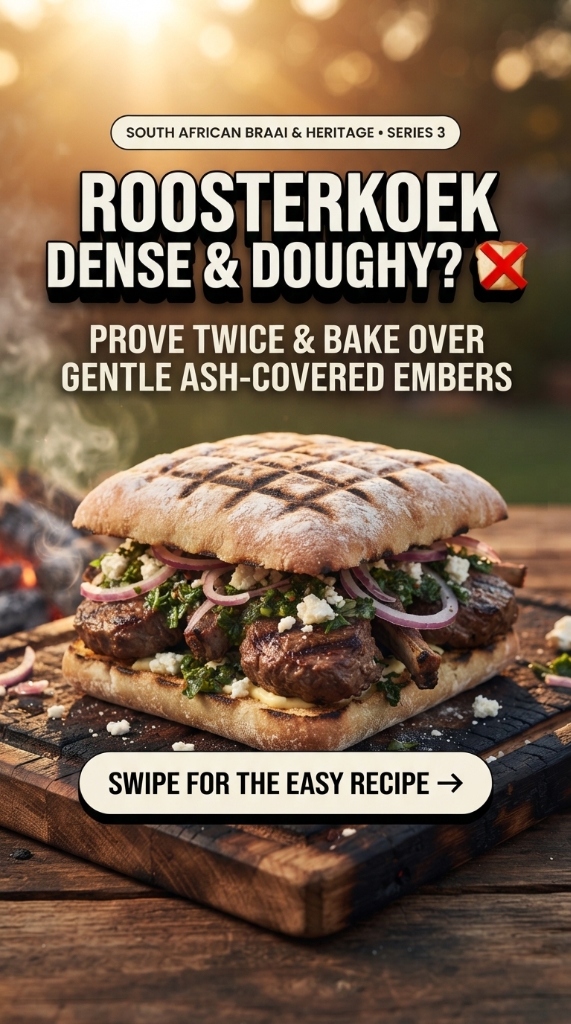 SOUTH AFRICAN BRAAI & HERITAGE • SERIES 3
ROOSTERKOEK
DENSE & DOUGHY?
PROVE TWICE & BAKE OVER
GENTLE ASH-COVERED EMBERS
SWIPE FOR THE EASY RECIPE →